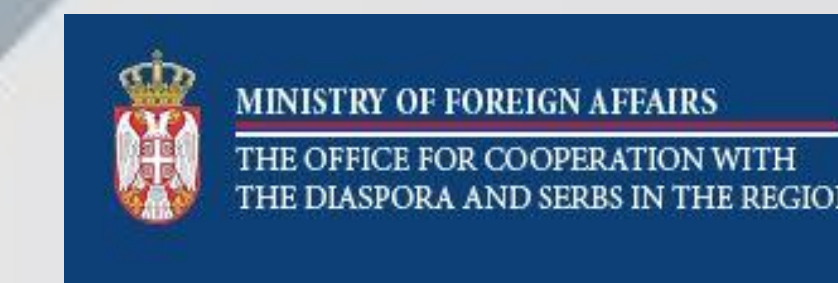 MINISTRY OF FOREIGN AFFAIRS
THE OFFICE FOR COOPERATION WITH
THE DIASPORA AND SERBS IN THE REGION